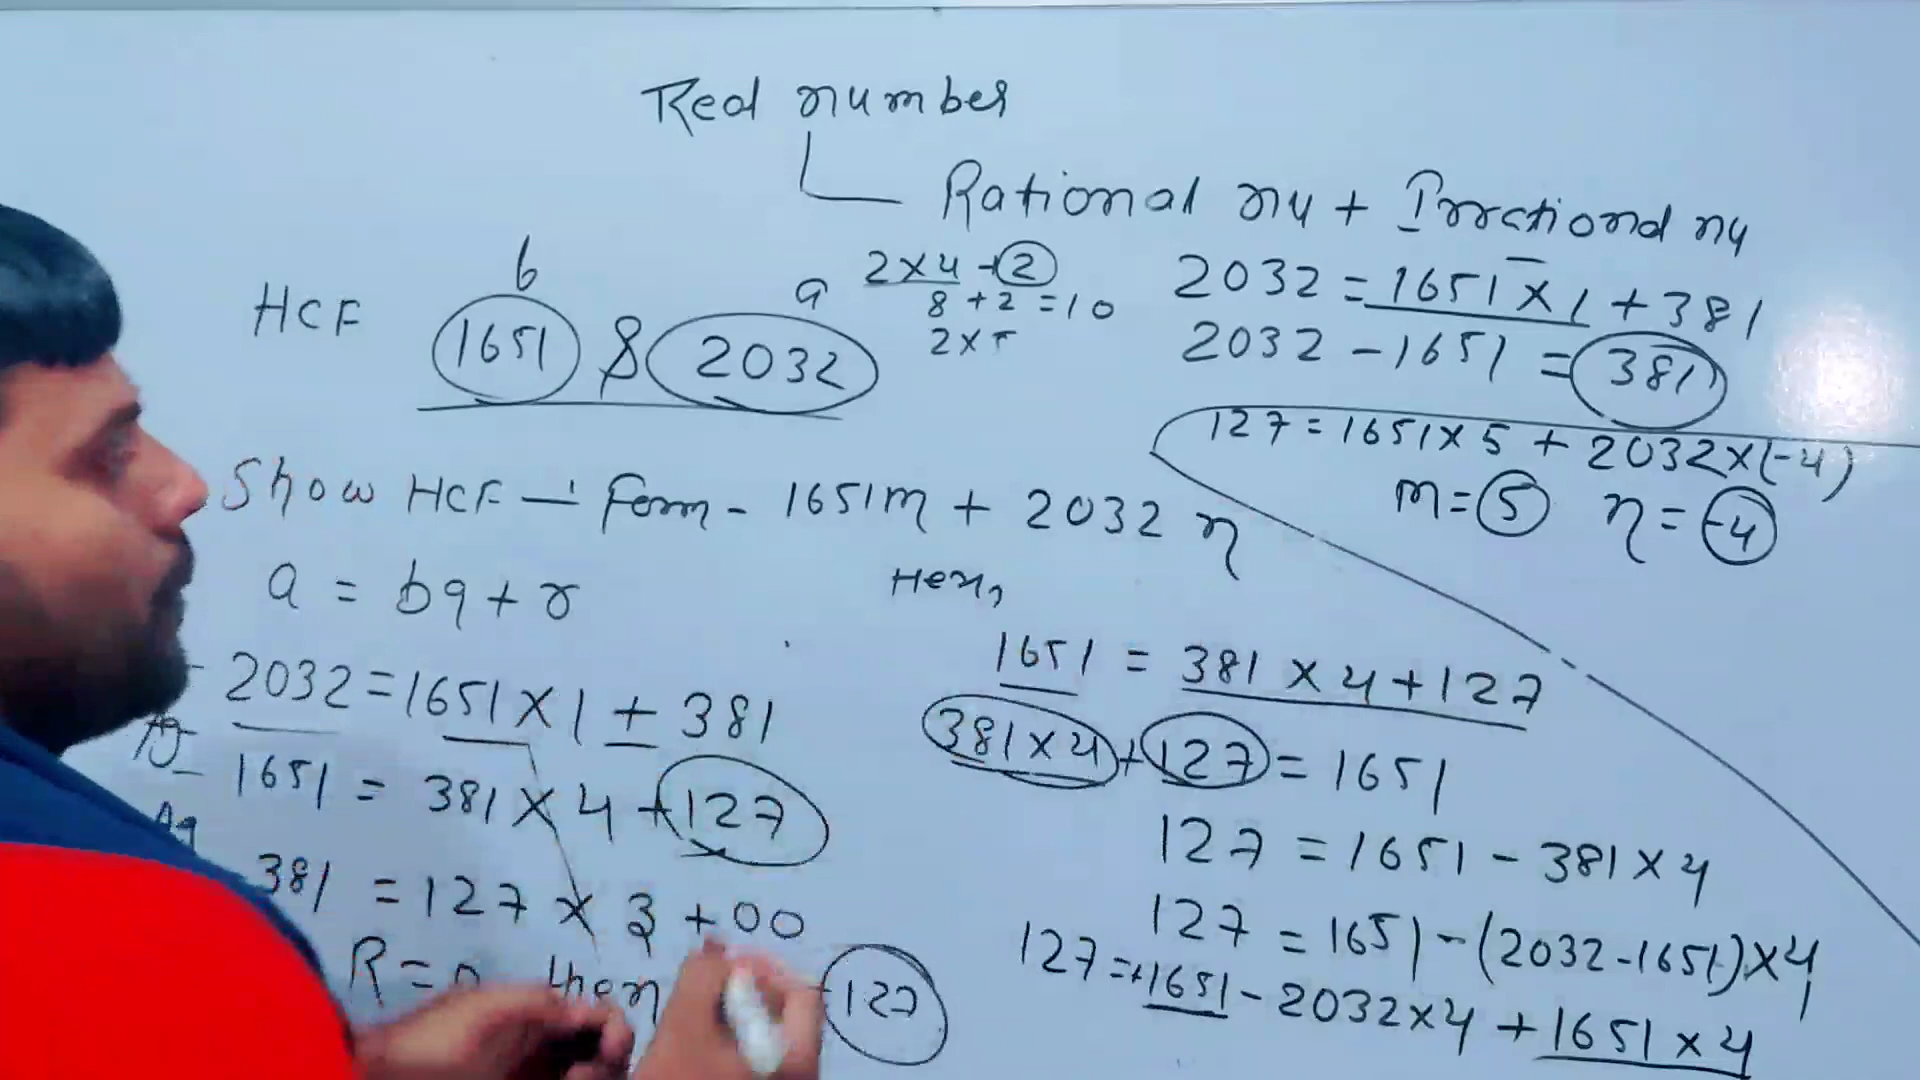 Real number
Rational nu + Irrational nu
HCF
b
1651 & 2032
a
2×4+2
8+2=10
2×5
2032 = 1651 × 1 + 381
2032 - 1651 = 381
127 = 1651×5 + 2032×(-4)
m = 5 n = -4
Show HCF - Form - 1651m + 2032 n
a = bq + r
2032 = 1651 × 1 + 381
1651 = 381 × 4 + 127
381 = 127 × 3 + 00
R = 0 then
127
Here,
1651 = 381 × 4 + 127
381 × 4 + 127 = 1651
127 = 1651 - 381 × 4
127 = 1651 - (2032 - 1651) × 4
127 = +1651 - 2032×4 + 1651 × 4